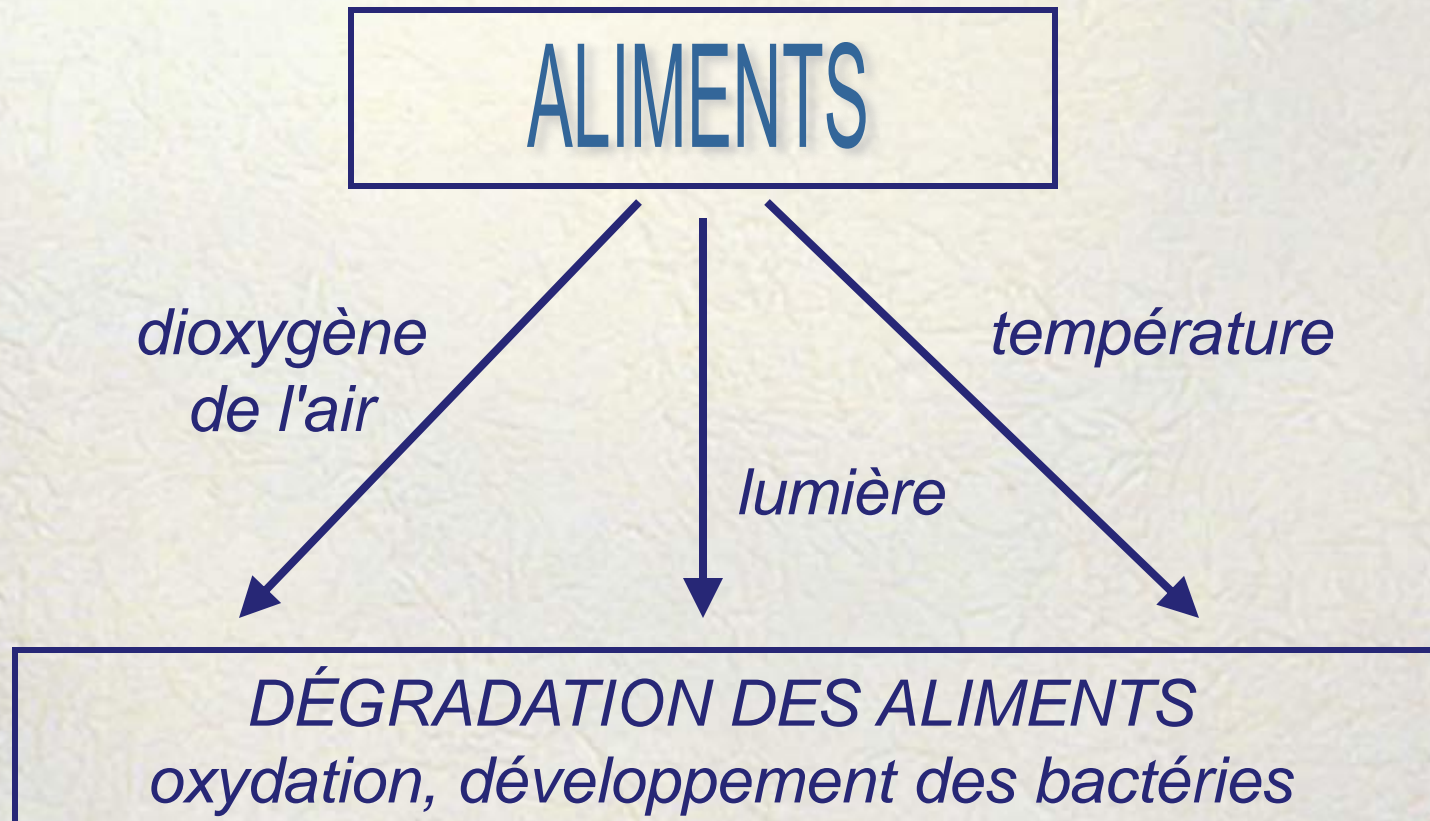 ALIMENTS
dioxygène
de l'air
température
lumière
DÉGRADATION DES ALIMENTS
oxydation, développement des bactéries